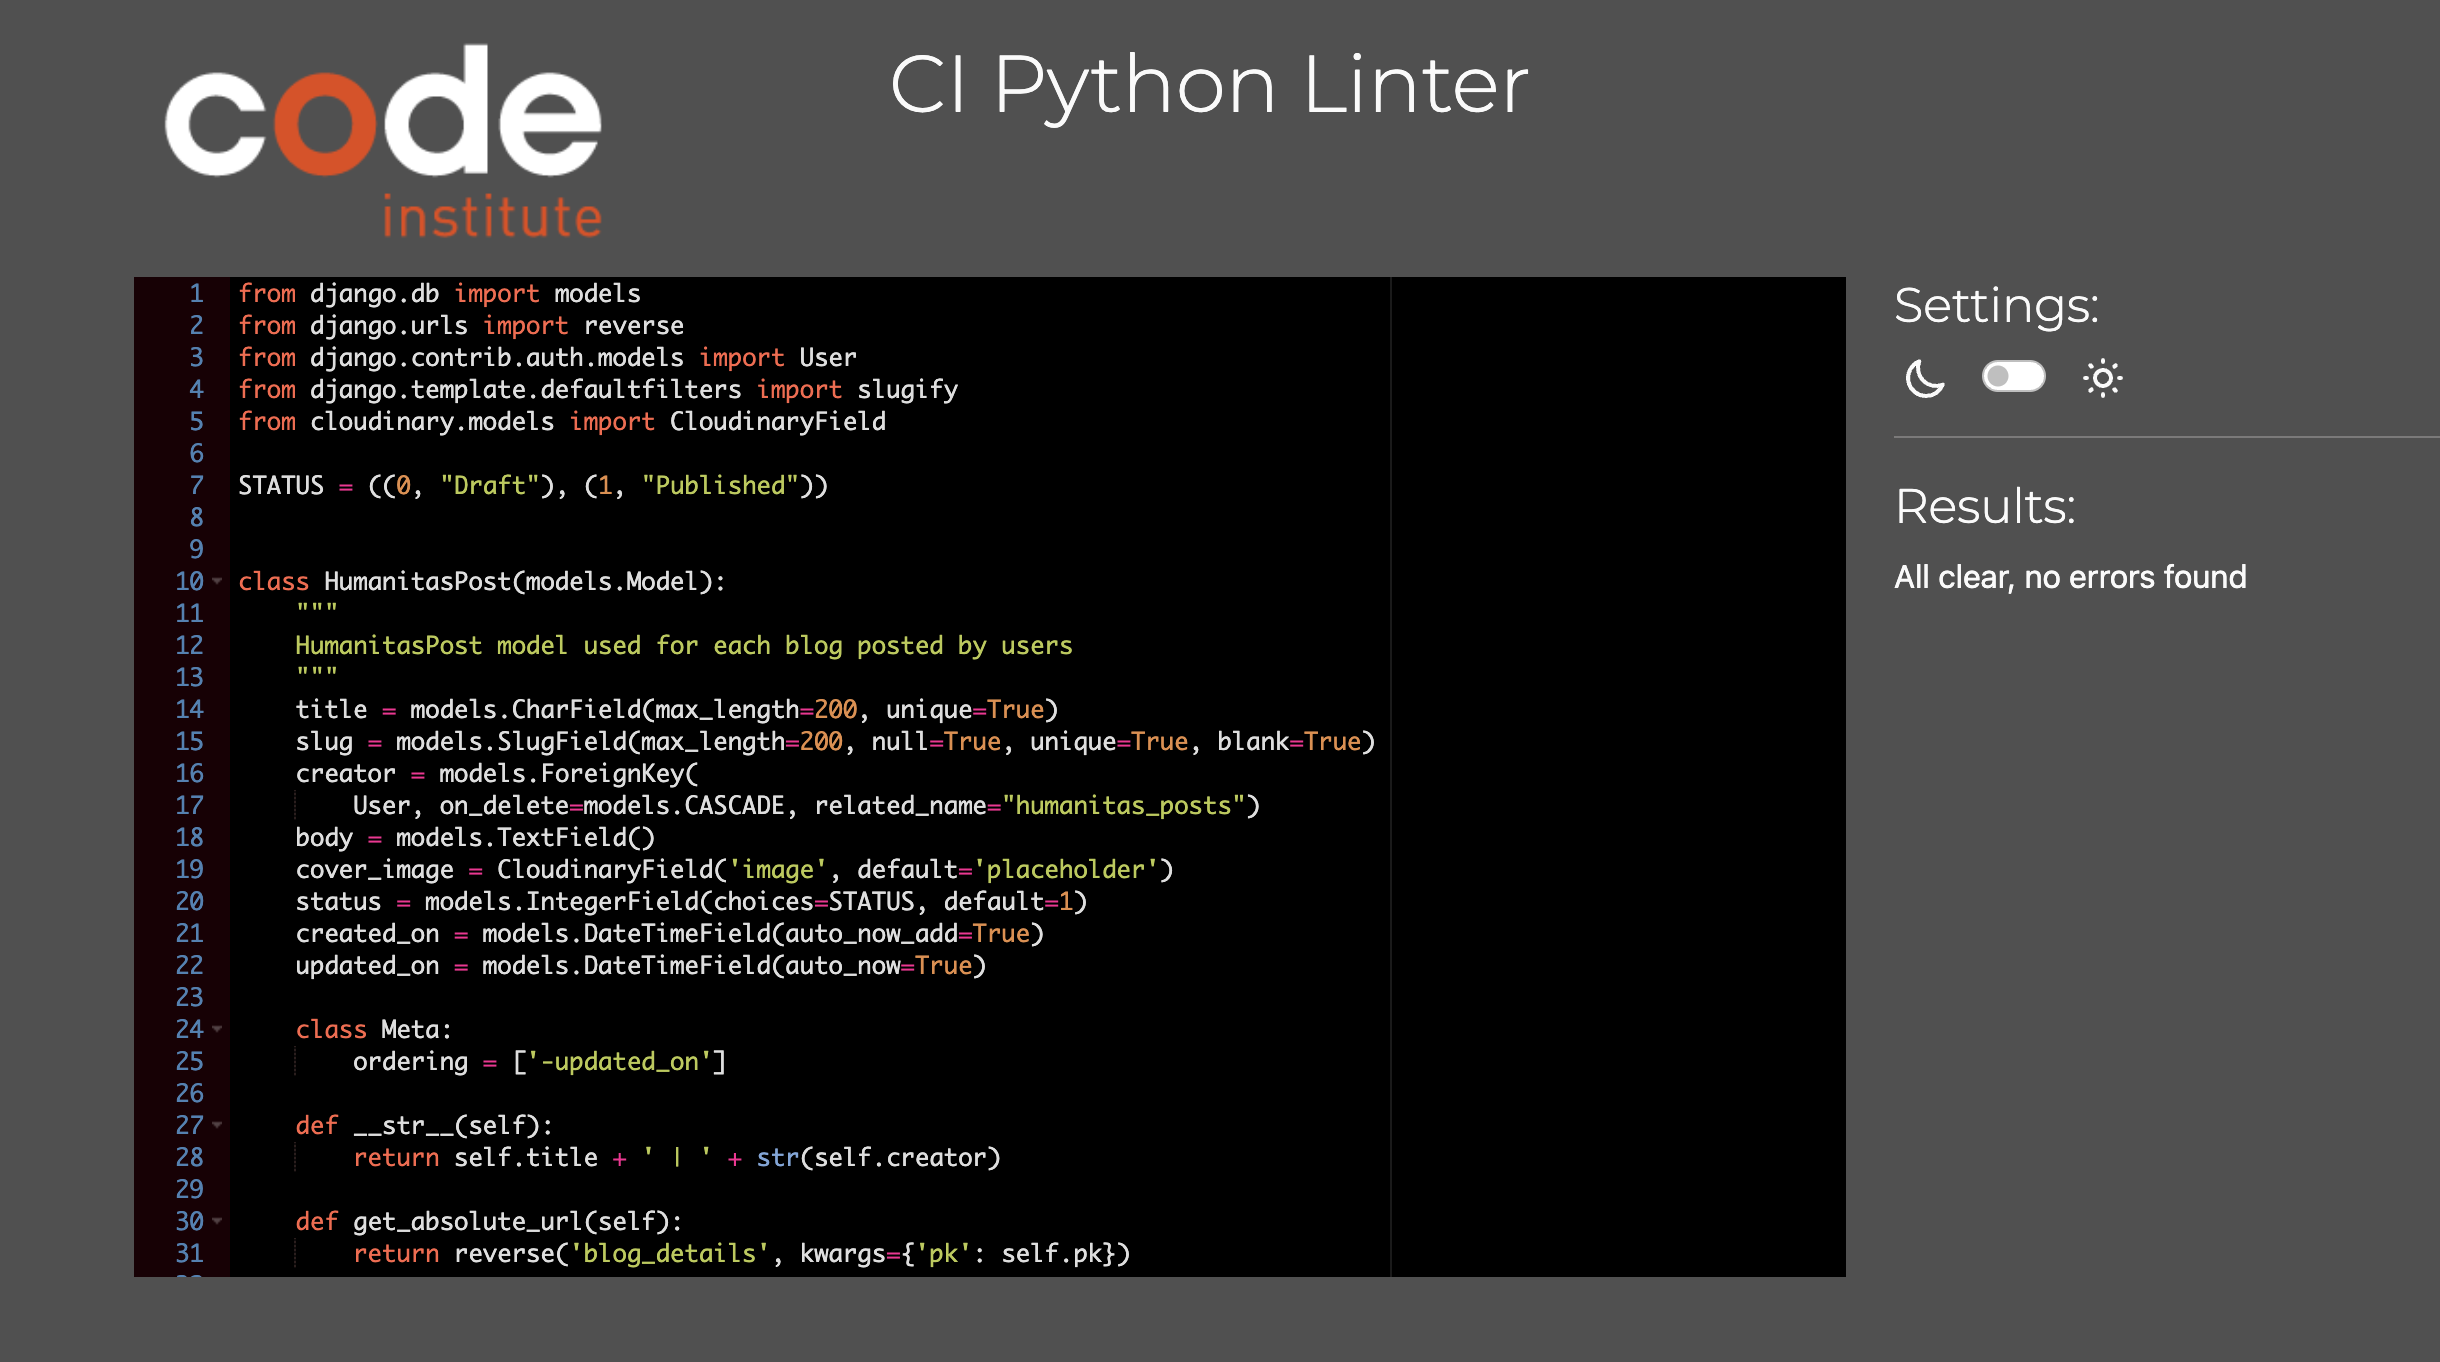 code
institute
CI Python Linter
1 from django.db import models
2 from django.urls import reverse
3 from django.contrib.auth.models import User
4 from django.template.defaultfilters import slugify
5 from cloudinary.models import CloudinaryField
6
7 STATUS = ((0, "Draft"), (1, "Published"))
8
9
10 class HumanitasPost(models.Model):
11     """
12     HumanitasPost model used for each blog posted by users
13     """
14     title = models.CharField(max_length=200, unique=True)
15     slug = models.SlugField(max_length=200, null=True, unique=True, blank=True)
16     creator = models.ForeignKey(
17         User, on_delete=models.CASCADE, related_name="humanitas_posts")
18     body = models.TextField()
19     cover_image = CloudinaryField('image', default='placeholder')
20     status = models.IntegerField(choices=STATUS, default=1)
21     created_on = models.DateTimeField(auto_now_add=True)
22     updated_on = models.DateTimeField(auto_now=True)
23
24     class Meta:
25         ordering = ['-updated_on']
26
27     def __str__(self):
28         return self.title + ' | ' + str(self.creator)
29
30     def get_absolute_url(self):
31         return reverse('blog_details', kwargs={'pk': self.pk})
Settings:
Results:
All clear, no errors found